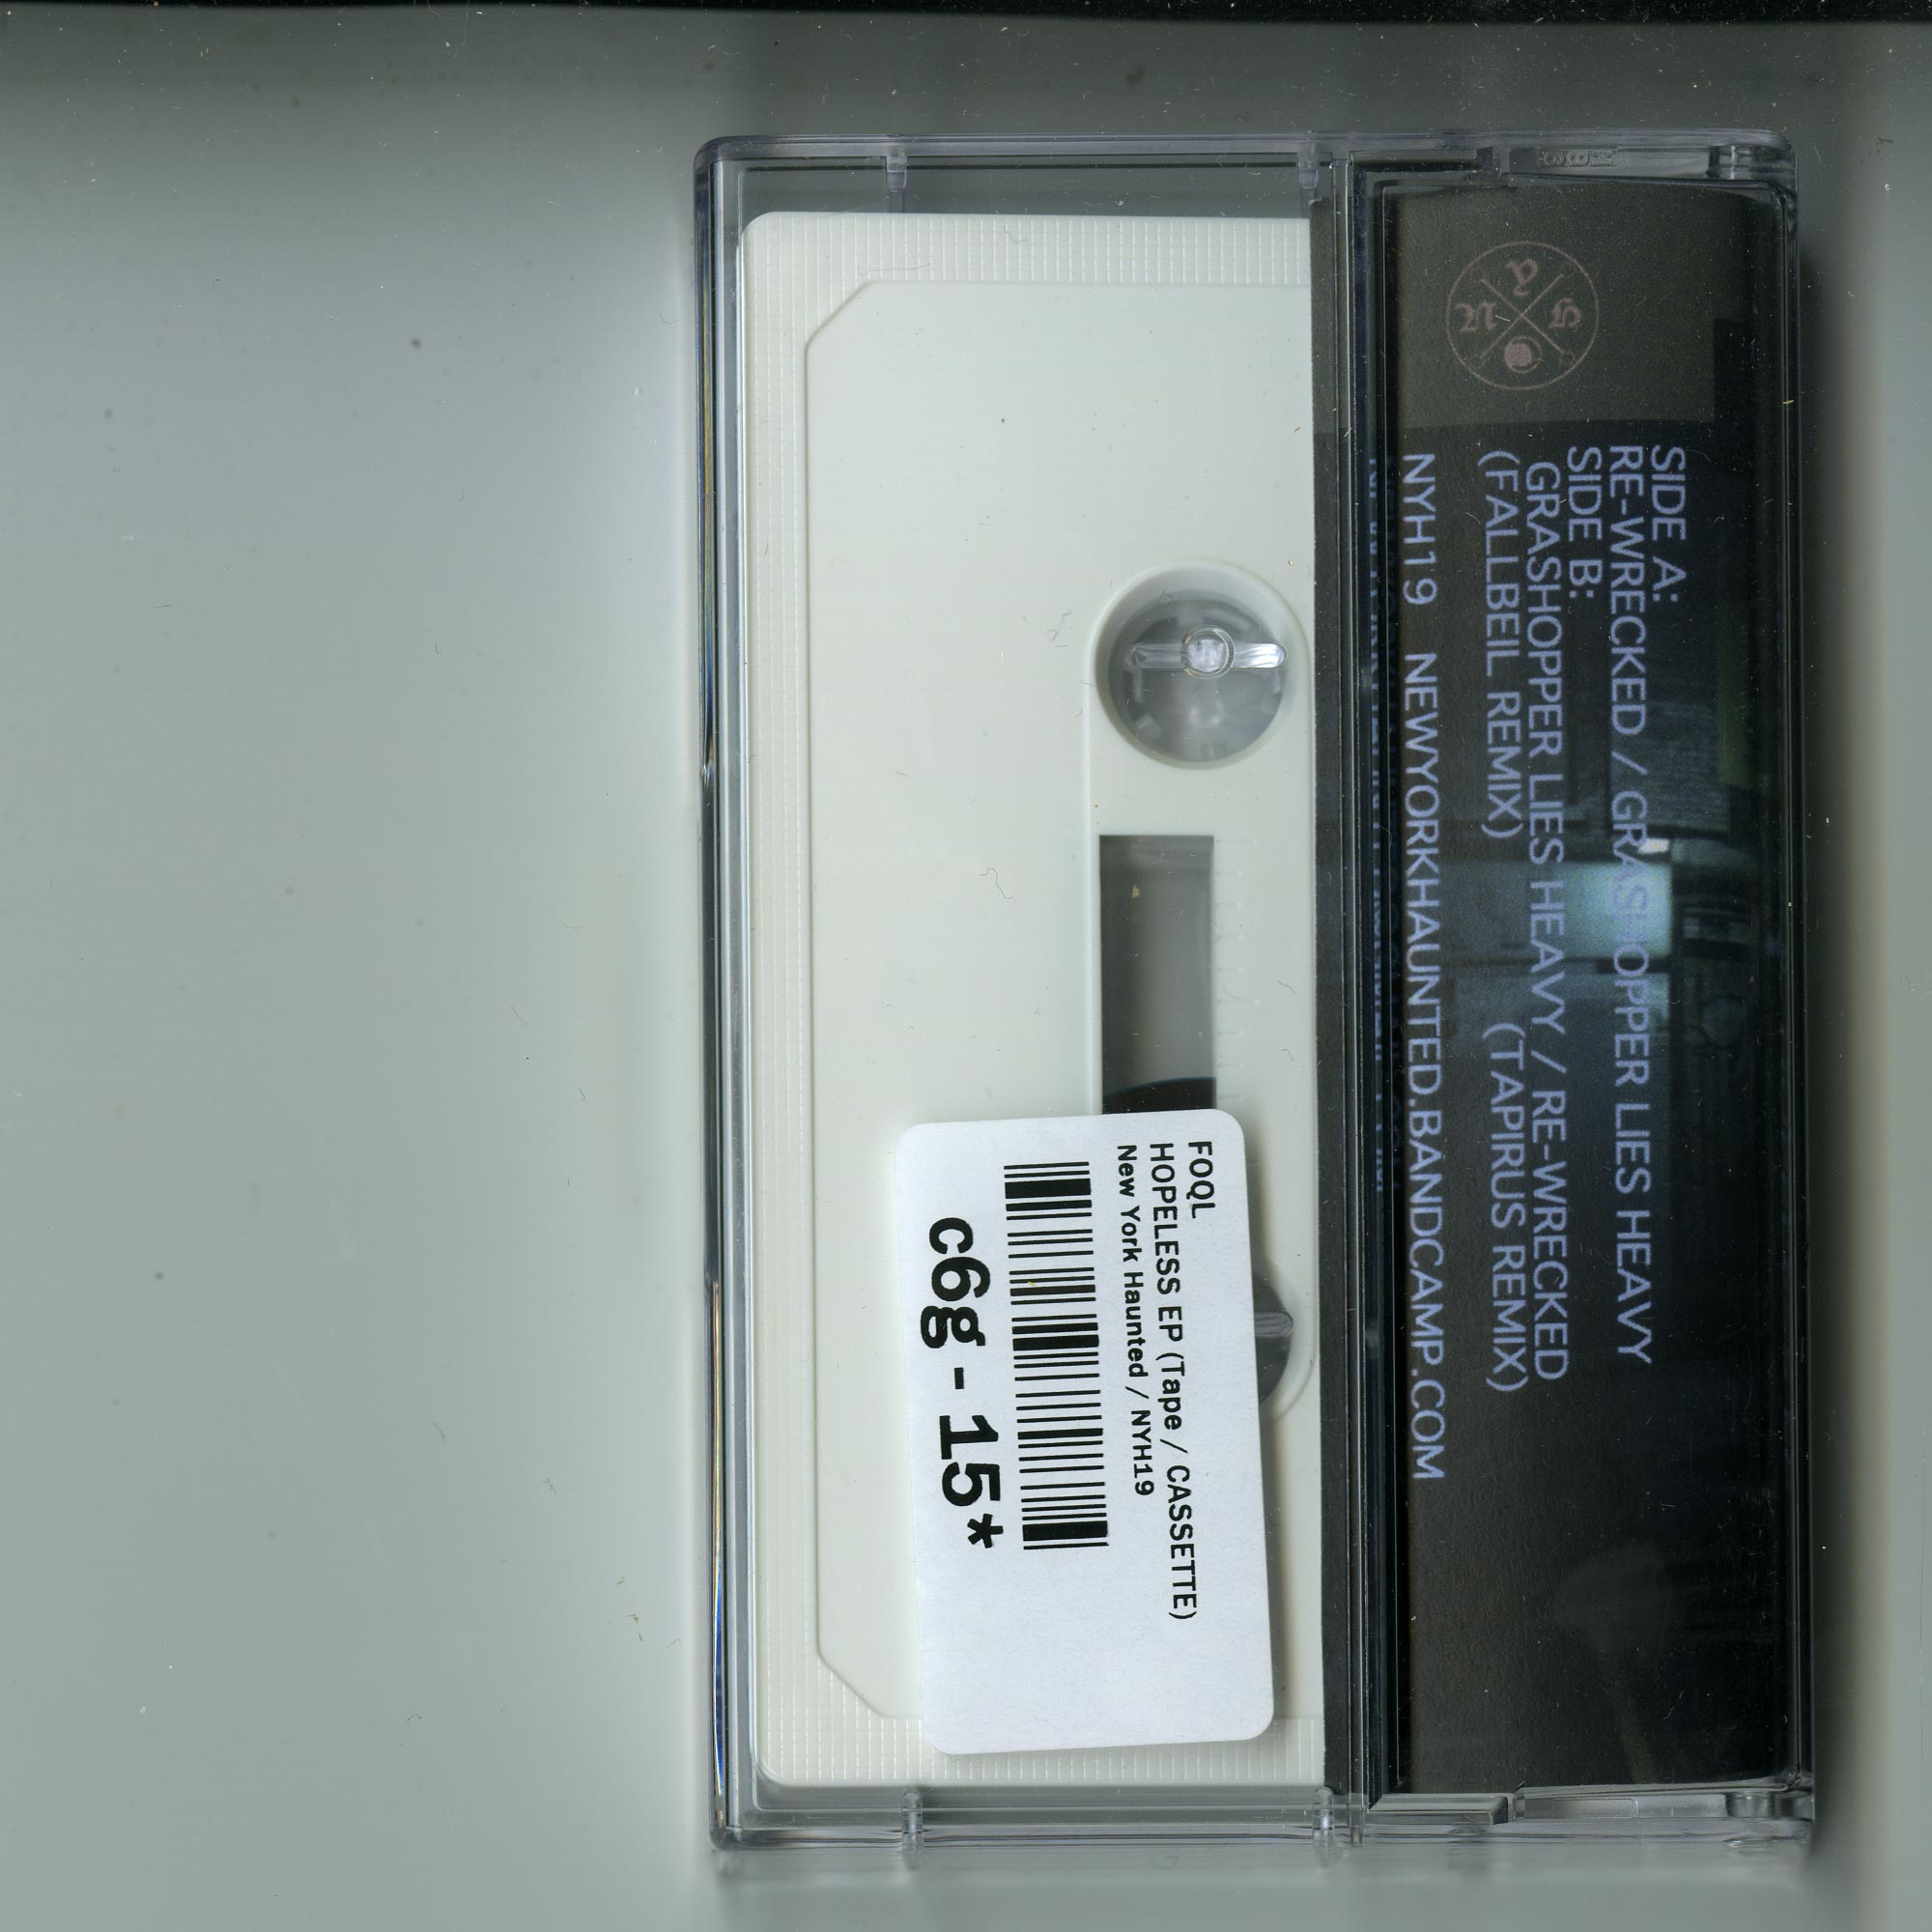 SIDE A:
RE-WRECKED / GRASHOPPER LIES HEAVY
SIDE B:
GRASHOPPER LIES HEAVY / RE-WRECKED
(FALLBEIL REMIX) (TAPIRUS REMIX)
NYH19 NEWYORKHAUNTED.BANDCAMP.COM
FOQL
HOPELESS EP (Tape / CASSETTE)
New York Haunted / NYH19
c6g-15*